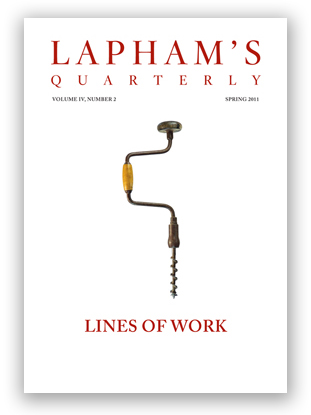 LAPHAM'S
QUARTERLY
VOLUME IV, NUMBER 2 SPRING 2011
LINES OF WORK